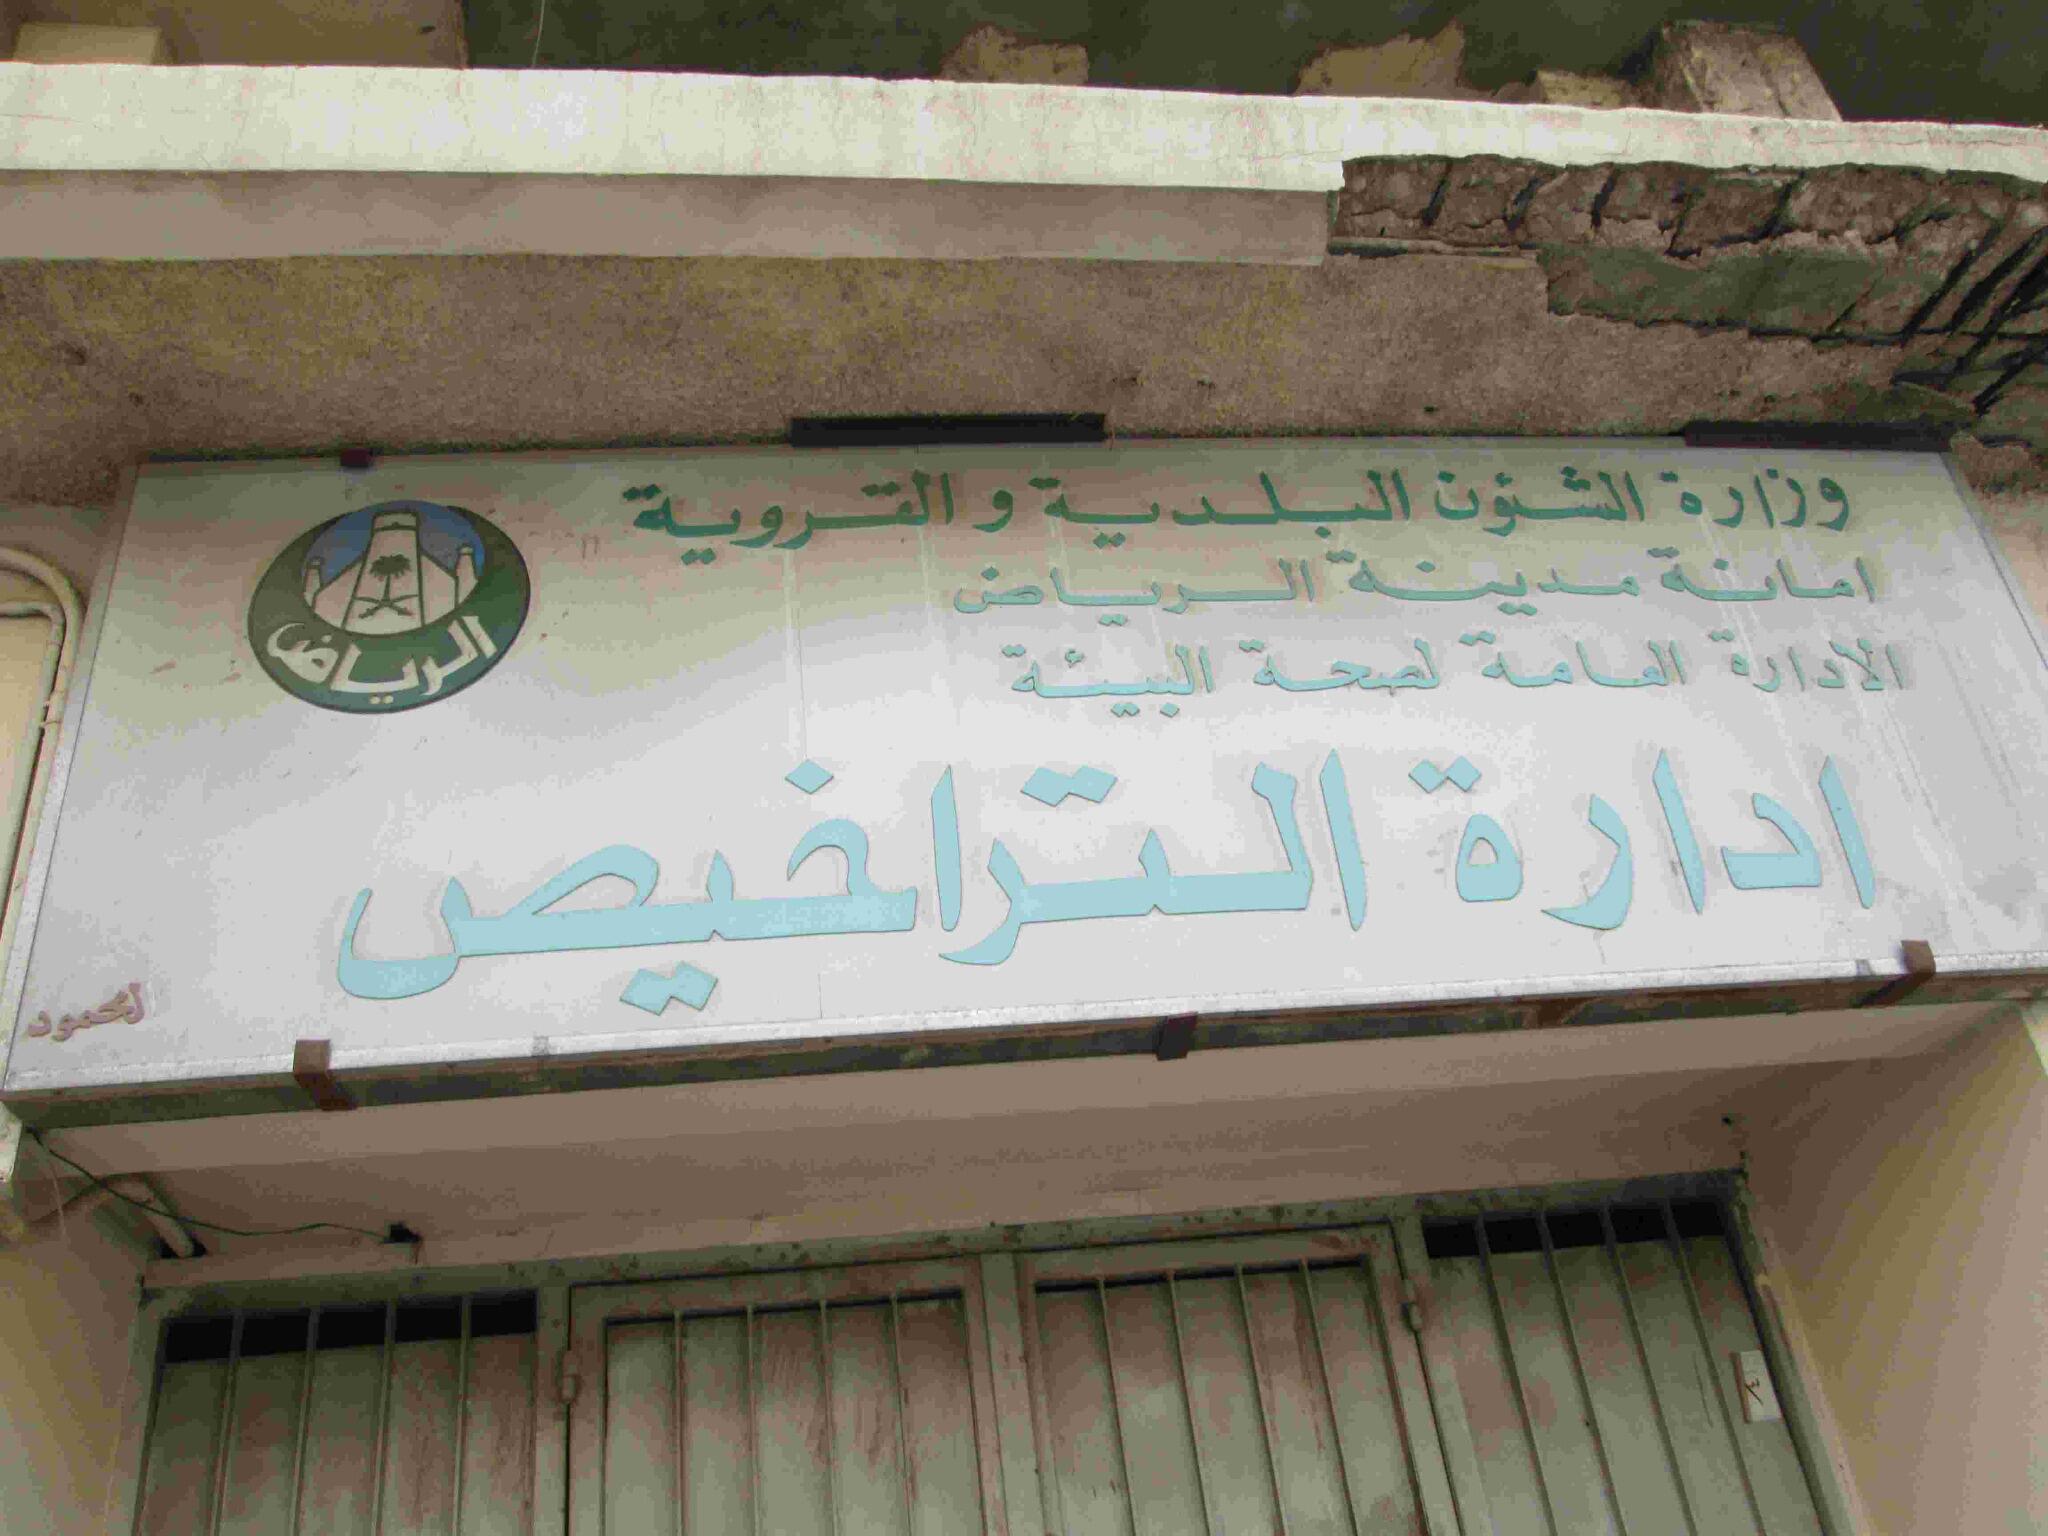 وزارة الشئون البلدية و القروية
امانة مدينة الرياض
الادارة العامة لصحة البيئة
ادارة التراخيص
الرياض